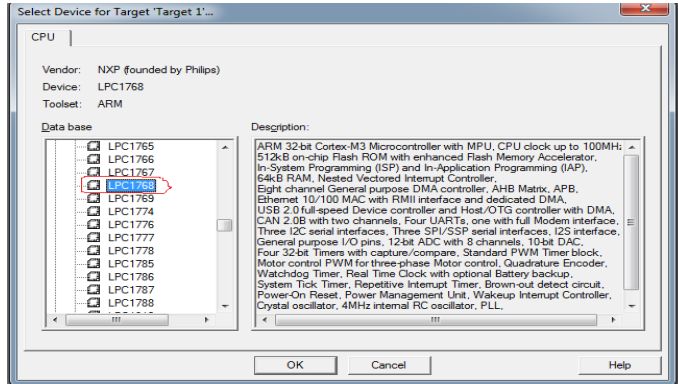 Select Device for Target 'Target 1'...
CPU
Vendor: NXP (founded by Philips)
Device: LPC1768
Toolset: ARM
Data base
LPC1765
LPC1766
LPC1767
LPC1768
LPC1769
LPC1774
LPC1776
LPC1777
LPC1778
LPC1785
LPC1786
LPC1787
LPC1788
Description:
ARM 32-bit Cortex-M3 Microcontroller with MPU, CPU clock up to 100MHz
512kB on-chip Flash ROM with enhanced Flash Memory Accelerator,
In-System Programming (ISP) and In-Application Programming (IAP),
64kB RAM, Nested Vectored Interrupt Controller,
Eight channel General purpose DMA controller, AHB Matrix, APB,
Ethernet 10/100 MAC with RMII interface and dedicated DMA,
USB 2.0 full-speed Device controller and Host/OTG controller with DMA,
CAN 2.0B with two channels, Four UARTs, one with full Modem interface,
Three I2C serial interfaces, Three SPI/SSP serial interfaces, I2S interface,
General purpose I/O pins, 12-bit ADC with 8 channels, 10-bit DAC,
Four 32-bit Timers with capture/compare, Standard PWM Timer block,
Motor control PWM for three-phase Motor control, Quadrature Encoder,
Watchdog Timer, Real Time Clock with optional Battery backup,
System Tick Timer, Repetitive Interrupt Timer, Brown-out detect circuit,
Power-On Reset, Power Management Unit, Wakeup Interrupt Controller,
Crystal oscillator, 4MHz internal RC oscillator, PLL,
OK Cancel Help